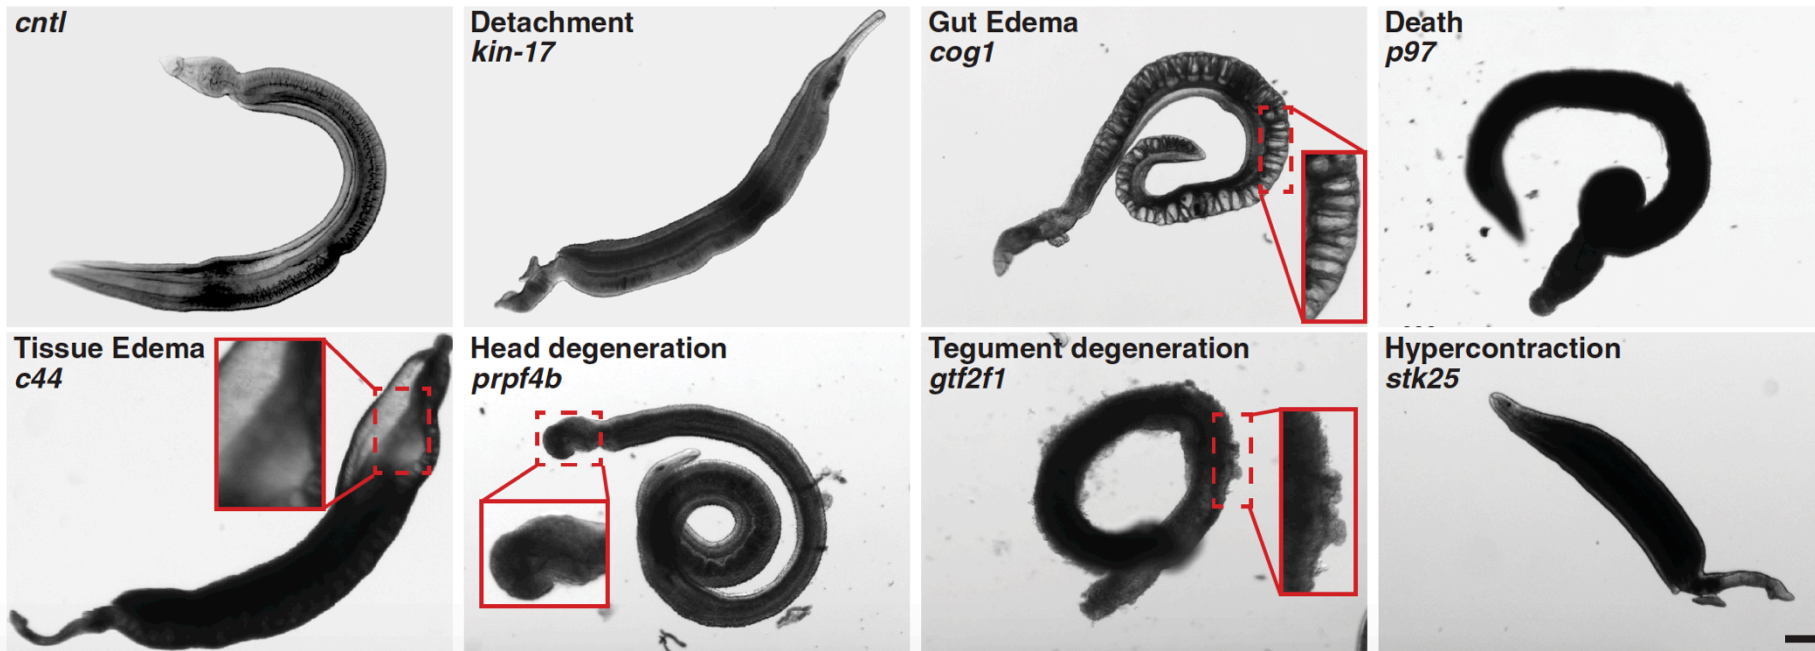 cntl
Detachment
kin-17
Gut Edema
cog1
Death
p97
Tissue Edema
c44
Head degeneration
prpf4b
Tegument degeneration
gtf2f1
Hypercontraction
stk25